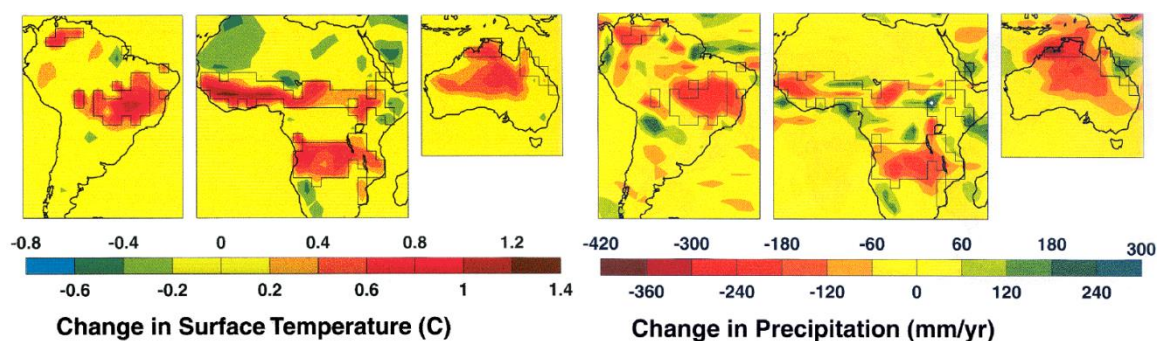 -0.8 -0.4 0 0.4 0.8 1.2
-0.6 -0.2 0.2 0.6 1 1.4
Change in Surface Temperature (C)
-420 -300 -180 -60 60 180 300
-360 -240 -120 0 120 240
Change in Precipitation (mm/yr)